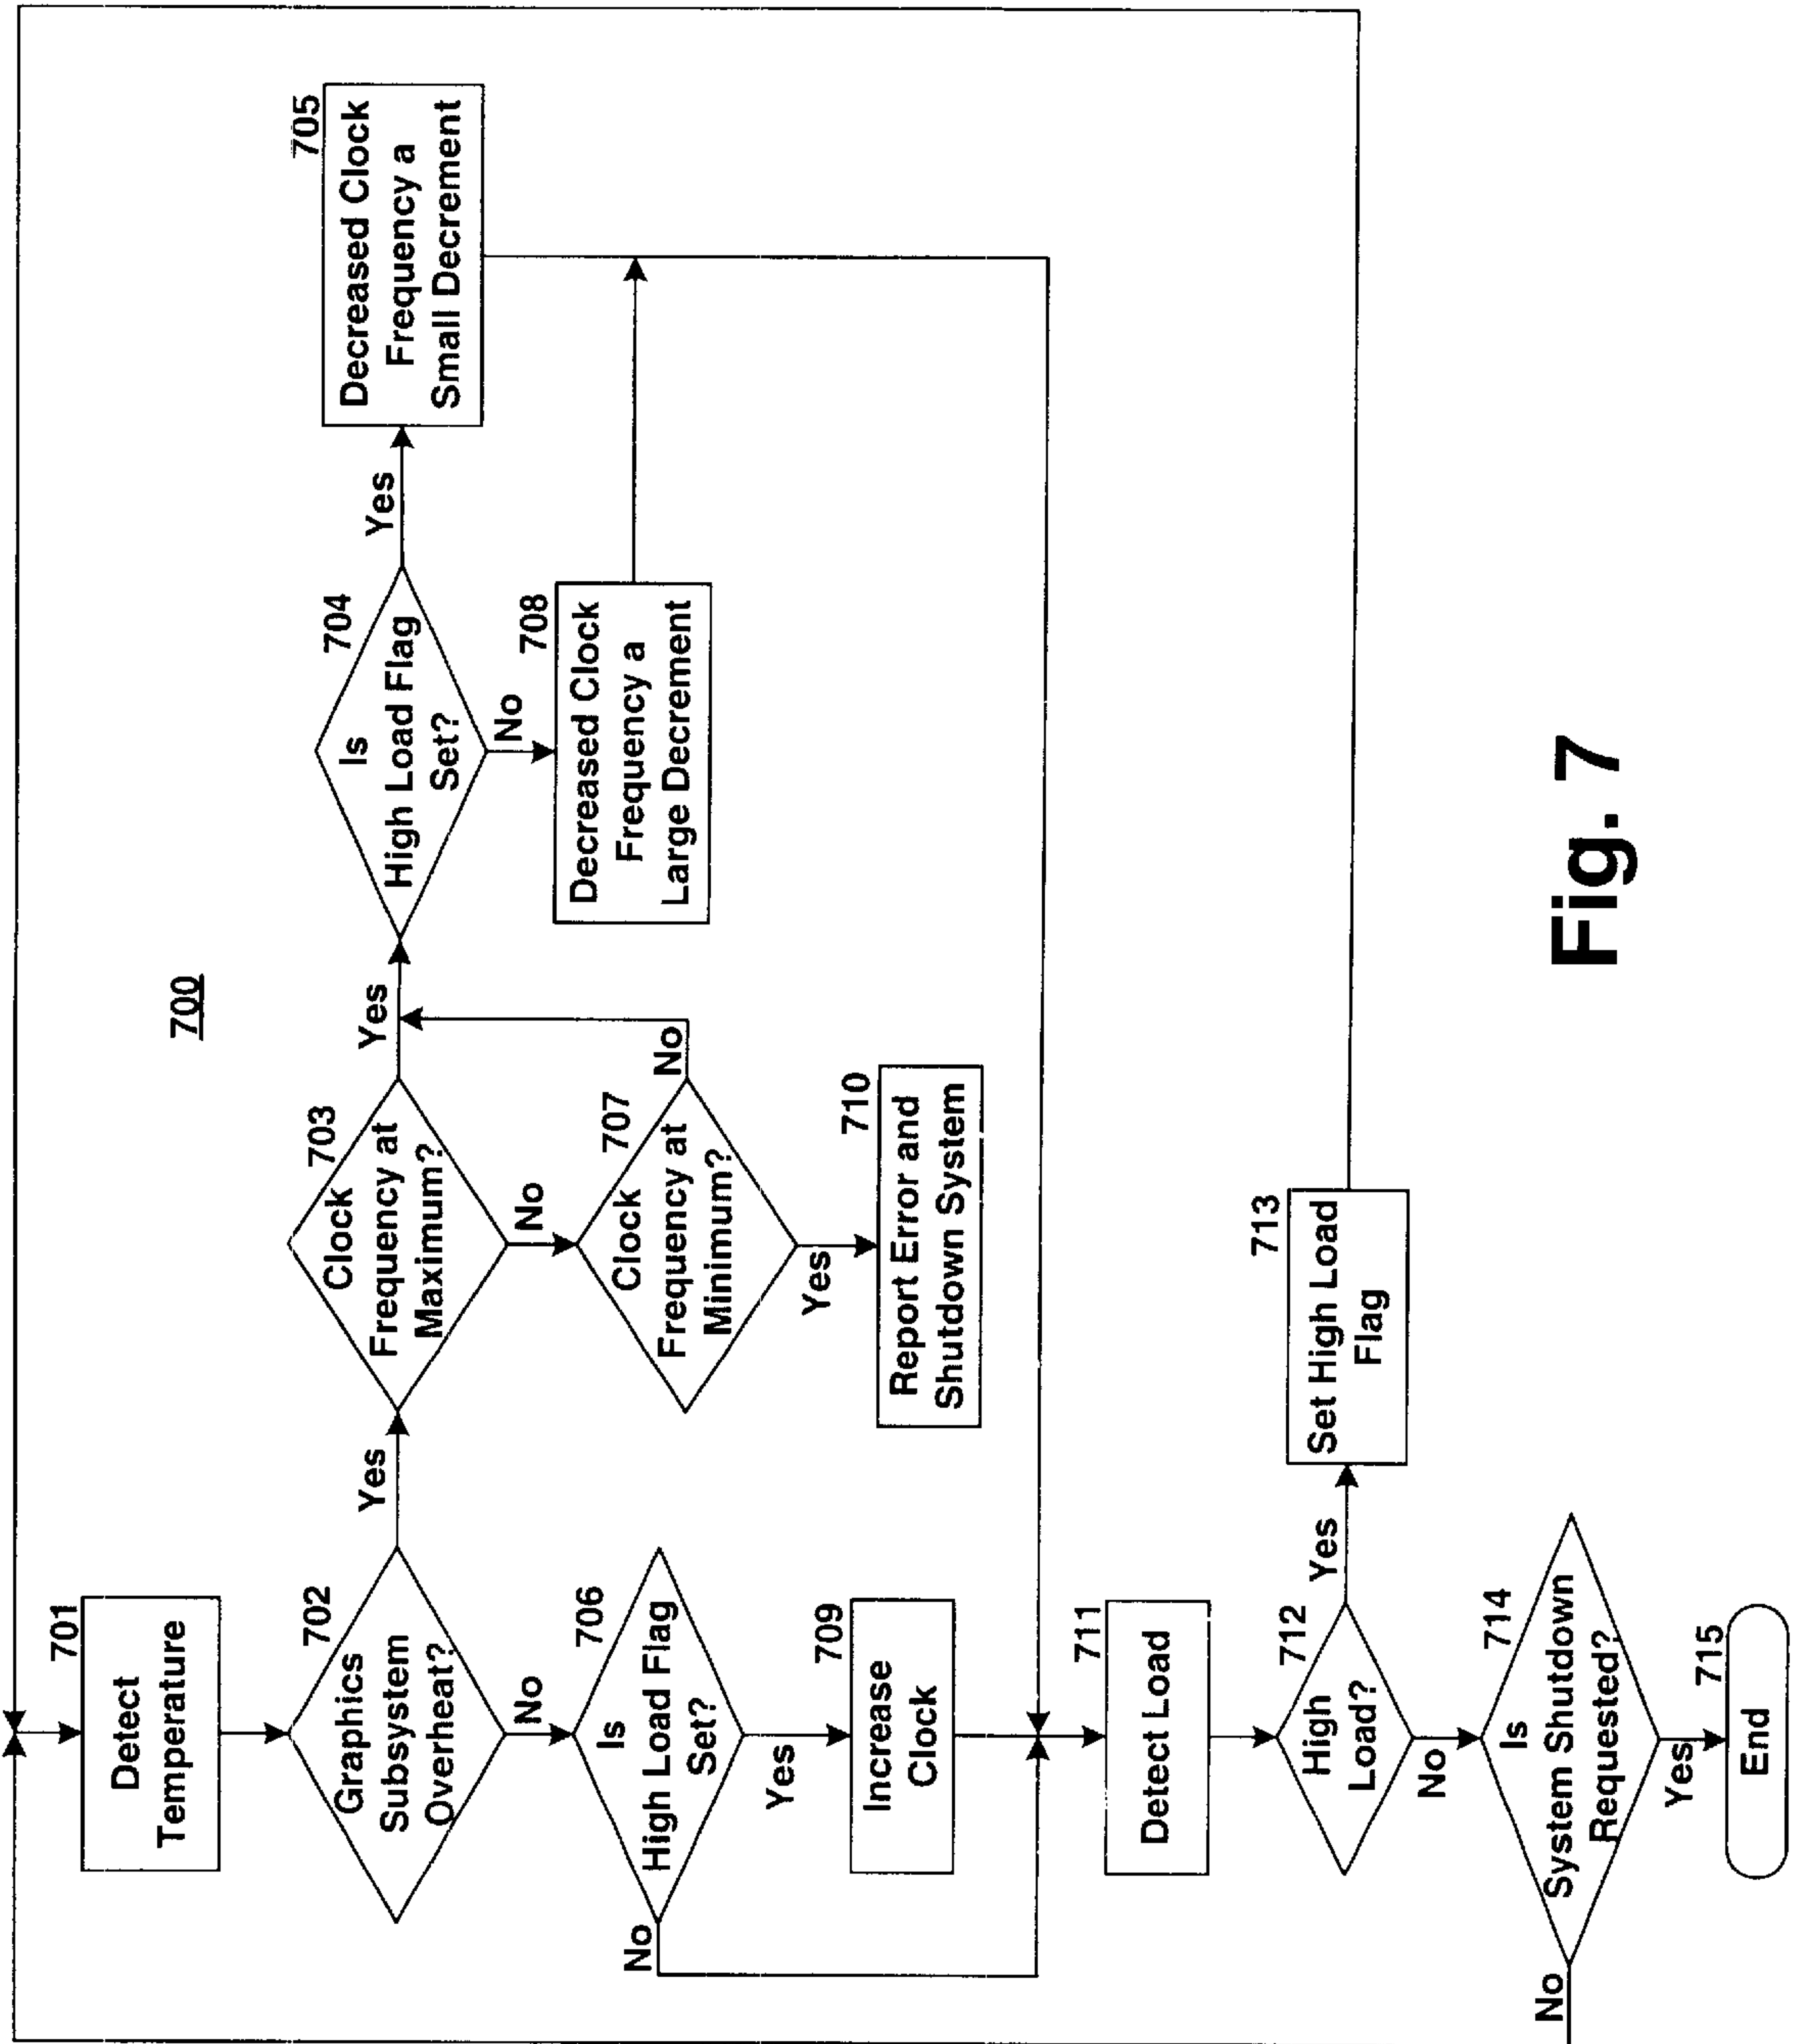 700
701
Detect
Temperature
702
Graphics
Subsystem
Overheat?
Yes
No
703
Clock
Frequency at
Maximum?
Yes
No
704
Is
High Load Flag
Set?
Yes
No
705
Decreased Clock
Frequency a
Small Decrement
706
Is
High Load Flag
Set?
No
Yes
707
Clock
Frequency at
Minimum?
No
Yes
708
Decreased Clock
Frequency a
Large Decrement
709
Increase
Clock
710
Report Error and
Shutdown System
711
Detect Load
712
High
Load?
Yes
No
713
Set High Load
Flag
714
Is
System Shutdown
Requested?
No
Yes
715
End
Fig. 7